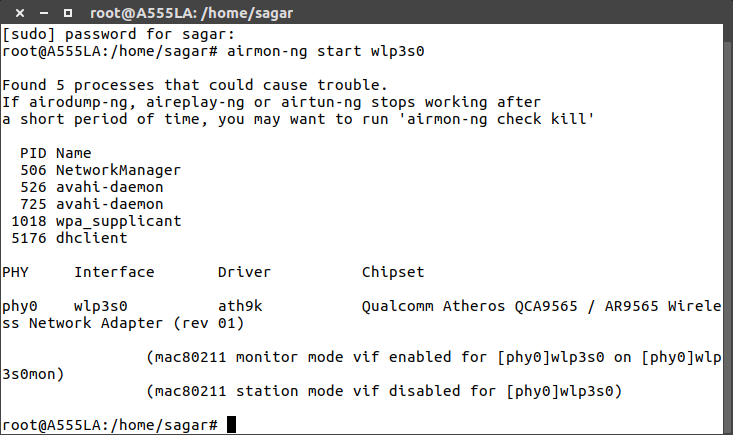 root@A555LA: /home/sagar
[sudo] password for sagar:
root@A555LA:/home/sagar# airmon-ng start wlp3s0
Found 5 processes that could cause trouble.
If airodump-ng, aireplay-ng or airtun-ng stops working after
a short period of time, you may want to run 'airmon-ng check kill'
PID Name
506 NetworkManager
526 avahi-daemon
725 avahi-daemon
1018 wpa_supplicant
5176 dhclient
PHY Interface Driver Chipset
phy0 wlp3s0 ath9k Qualcomm Atheros QCA9565 / AR9565 Wirele
ss Network Adapter (rev 01)
(mac80211 monitor mode vif enabled for [phy0]wlp3s0 on [phy0]wlp
3s0mon)
(mac80211 station mode vif disabled for [phy0]wlp3s0)
root@A555LA:/home/sagar#